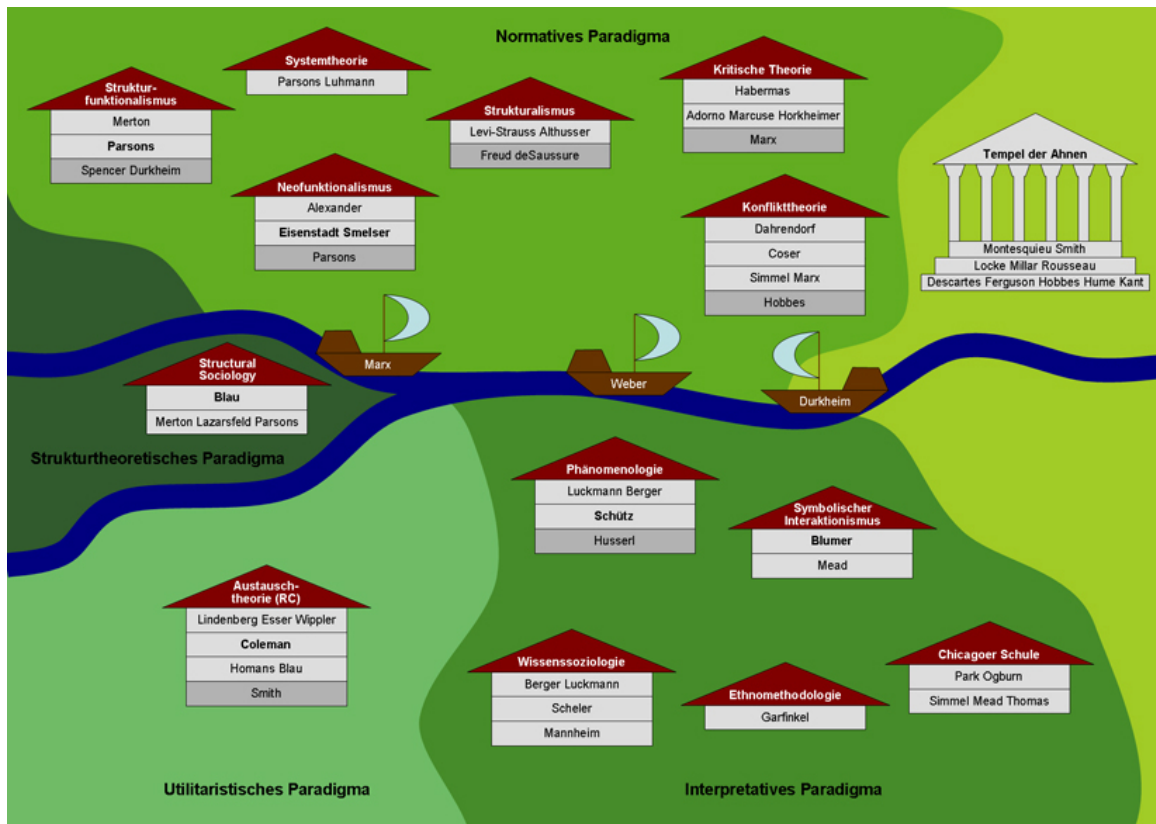 Normatives Paradigma
Systemtheorie
Parsons Luhmann
Struktur-
funktionalismus
Merton
Parsons
Spencer Durkheim
Strukturalismus
Levi-Strauss Althusser
Freud deSaussure
Kritische Theorie
Habermas
Adorno Marcuse Horkheimer
Marx
Tempel der Ahnen
Montesquieu Smith
Locke Millar Rousseau
Descartes Ferguson Hobbes Hume Kant
Neofunktionalismus
Alexander
Eisenstadt Smelser
Parsons
Konflikttheorie
Dahrendorf
Coser
Simmel Marx
Hobbes
Marx
Weber
Durkheim
Structural
Sociology
Blau
Merton Lazarsfeld Parsons
Strukturtheoretisches Paradigma
Phänomenologie
Luckmann Berger
Schütz
Husserl
Symbolischer
Interaktionismus
Blumer
Mead
Austausch-
theorie (RC)
Lindenberg Esser Wippler
Coleman
Homans Blau
Smith
Wissenssoziologie
Berger Luckmann
Scheler
Mannheim
Ethnomethodologie
Garfinkel
Chicagoer Schule
Park Ogburn
Simmel Mead Thomas
Utilitaristisches Paradigma
Interpretatives Paradigma